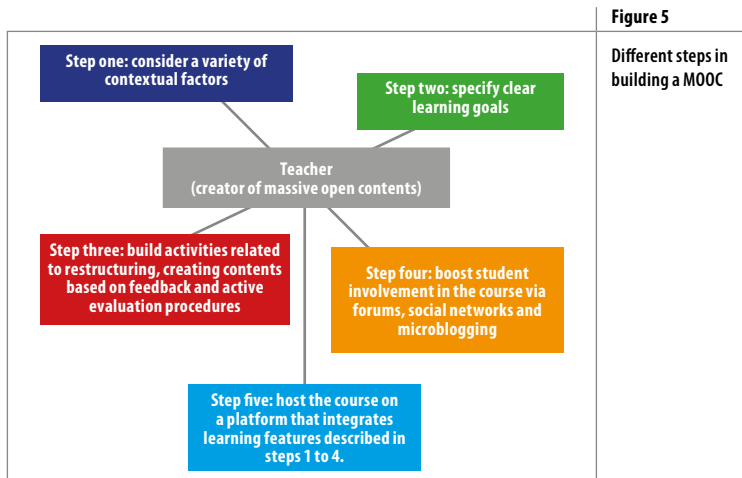 Figure 5
Different steps in
building a MOOC
Step one: consider a variety of
contextual factors
Step two: specify clear
learning goals
Teacher
(creator of massive open contents)
Step three: build activities related
to restructuring, creating contents
based on feedback and active
evaluation procedures
Step four: boost student
involvement in the course via
forums, social networks and
microblogging
Step five: host the course on
a platform that integrates
learning features described in
steps 1 to 4.